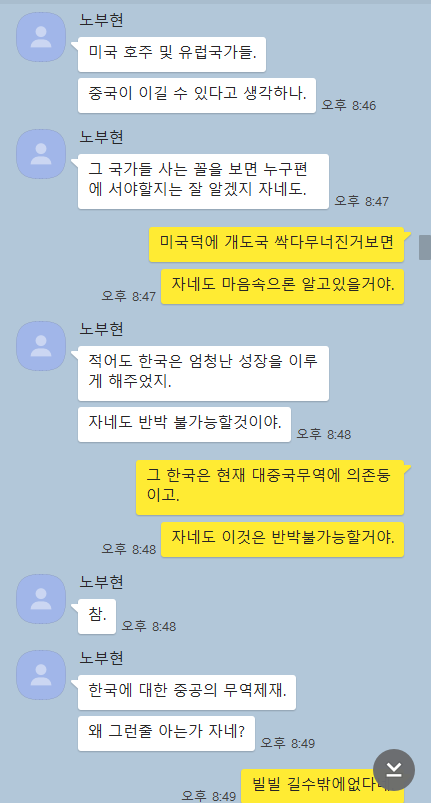 노부현
미국 호주 및 유럽국가들.
중국이 이길 수 있다고 생각하나.
오후 8:46
노부현
그 국가들 사는 꼴을 보면 누구편
에 서야할지는 잘 알겠지 자네도.
오후 8:47
미국덕에 개도국 싹다무너진거보면
자네도 마음속으론 알고있을거야.
오후 8:47
노부현
적어도 한국은 엄청난 성장을 이루
게 해주었지.
자네도 반박 불가능할것이야.
오후 8:48
그 한국은 현재 대중국무역에 의존둥
이고.
자네도 이것은 반박불가능할거야.
오후 8:48
노부현
참.
오후 8:48
노부현
한국에 대한 중공의 무역제재.
왜 그런줄 아는가 자네?
오후 8:49
빌빌 길수밖에없다
오후 8:49